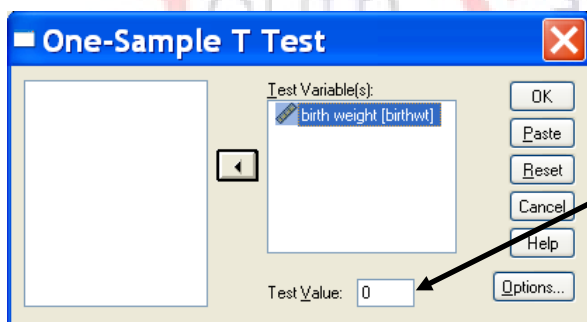 One-Sample T Test
Test Variable(s):
birth weight [birthwt]
OK
Paste
Reset
Cancel
Help
Test Value: 0
Options...